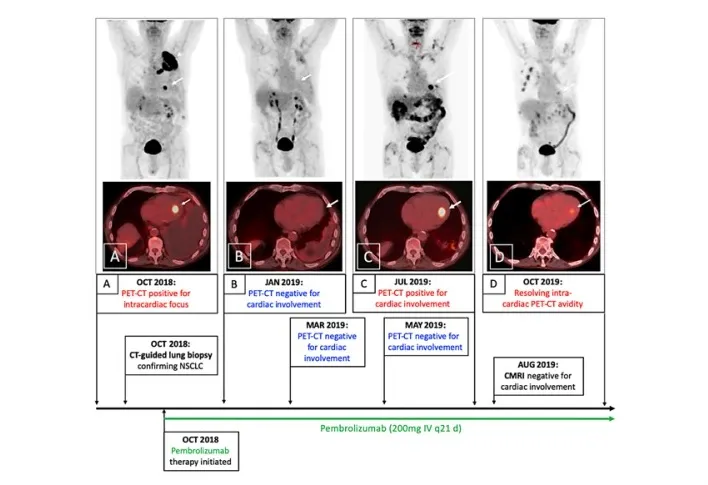 A
B
C
D
A
OCT 2018:
PET-CT positive for
intracardiac focus
B
JAN 2019:
PET-CT negative for
cardiac involvement
C
JUL 2019:
PET-CT positive for
cardiac involvement
D
OCT 2019:
Resolving intra-
cardiac PET-CT avidity
OCT 2018:
CT-guided lung biopsy
confirming NSCLC
MAR 2019:
PET-CT negative
for cardiac
involvement
MAY 2019:
PET-CT negative for
cardiac involvement
AUG 2019:
CMRI negative for
cardiac involvement
Pembrolizumab (200mg IV q21 d)
OCT 2018
Pembrolizumab
therapy initiated